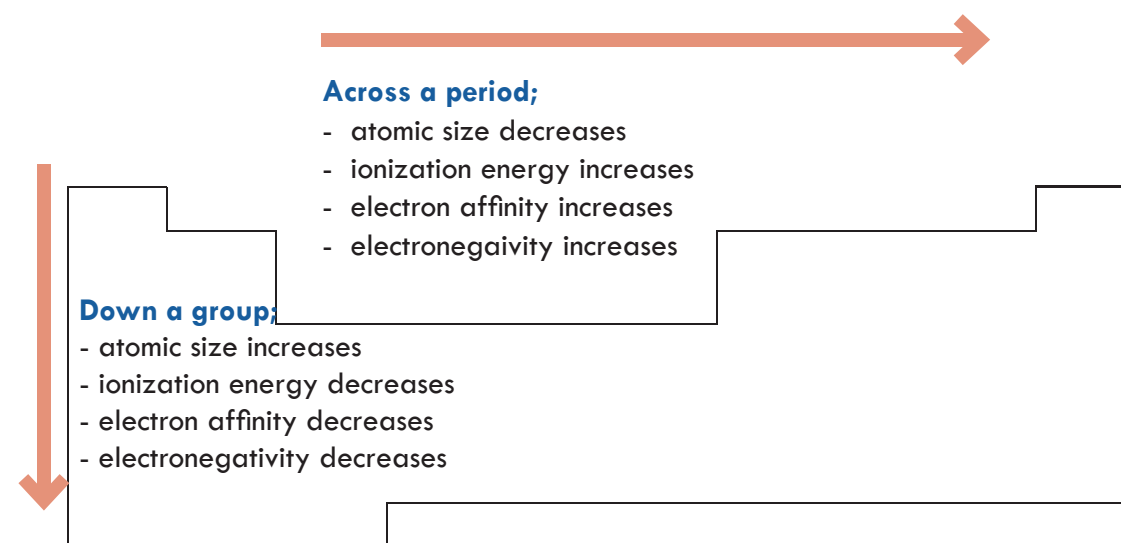 Across a period;
- atomic size decreases
- ionization energy increases
- electron affinity increases
- electronegaivity increases
Down a group;
- atomic size increases
- ionization energy decreases
- electron affinity decreases
- electronegativity decreases